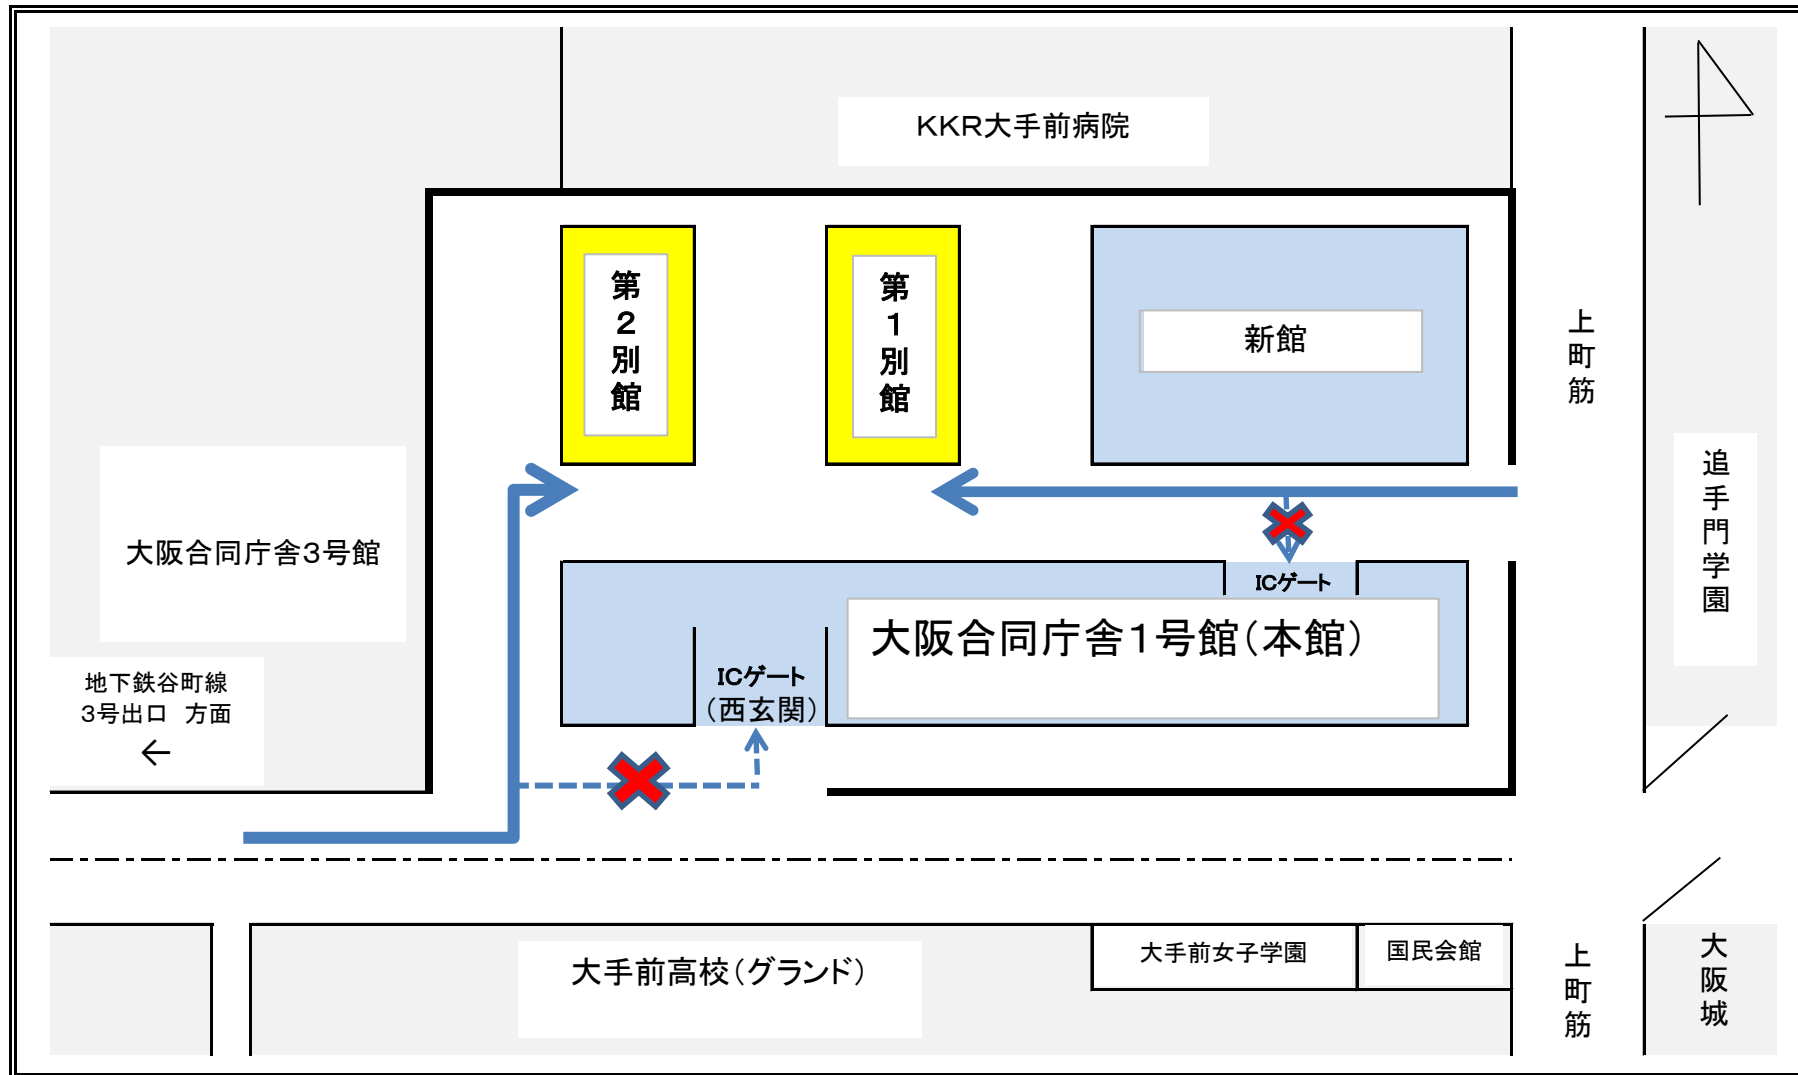 KKR大手前病院
第2別館
第1別館
新館
上町筋
追手門学園
大阪合同庁舎3号館
ICゲート
大阪合同庁舎1号館(本館)
ICゲート
(西玄関)
地下鉄谷町線
3号出口 方面
←
大手前高校(グランド)
大手前女子学園
国民会館
上町筋
大阪城